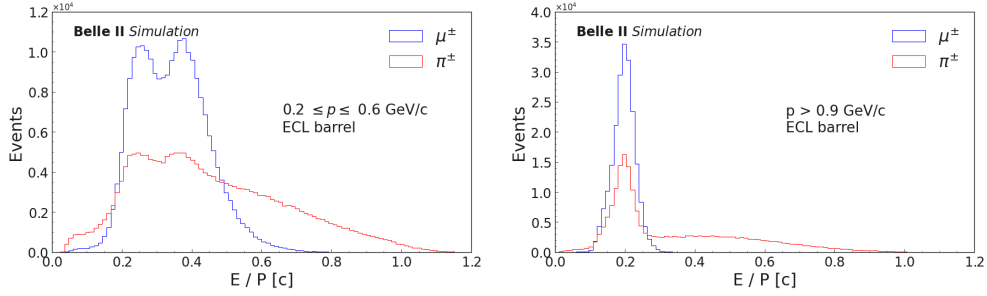 ×10⁴
1.2
1.0
0.8
0.6
0.4
0.2
0.0
Events
Belle II Simulation
μ±
π±
0.2 ≤p≤ 0.6 GeV/c
ECL barrel
0.0 0.2 0.4 0.6 0.8 1.0 1.2
E / P [c]
×10⁴
4.0
3.5
3.0
2.5
2.0
1.5
1.0
0.5
0.0
Events
Belle II Simulation
μ±
π±
p > 0.9 GeV/c
ECL barrel
0.0 0.2 0.4 0.6 0.8 1.0 1.2
E / P [c]